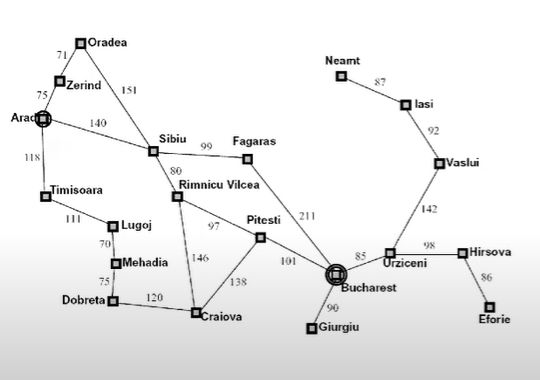 Oradea
71
Neamt
Zerind
87
75
151
Iasi
Arad
140
92
Sibiu
Fagaras
99
118
Vaslui
80
Timisoara
Rimnicu Vilcea
211
142
111
Lugoj
97
Pitesti
70
146
98
Hirsova
Mehadia
101
85
Urziceni
86
75
138
Bucharest
Dobreta
120
90
Craiova
Giurgiu
Eforie